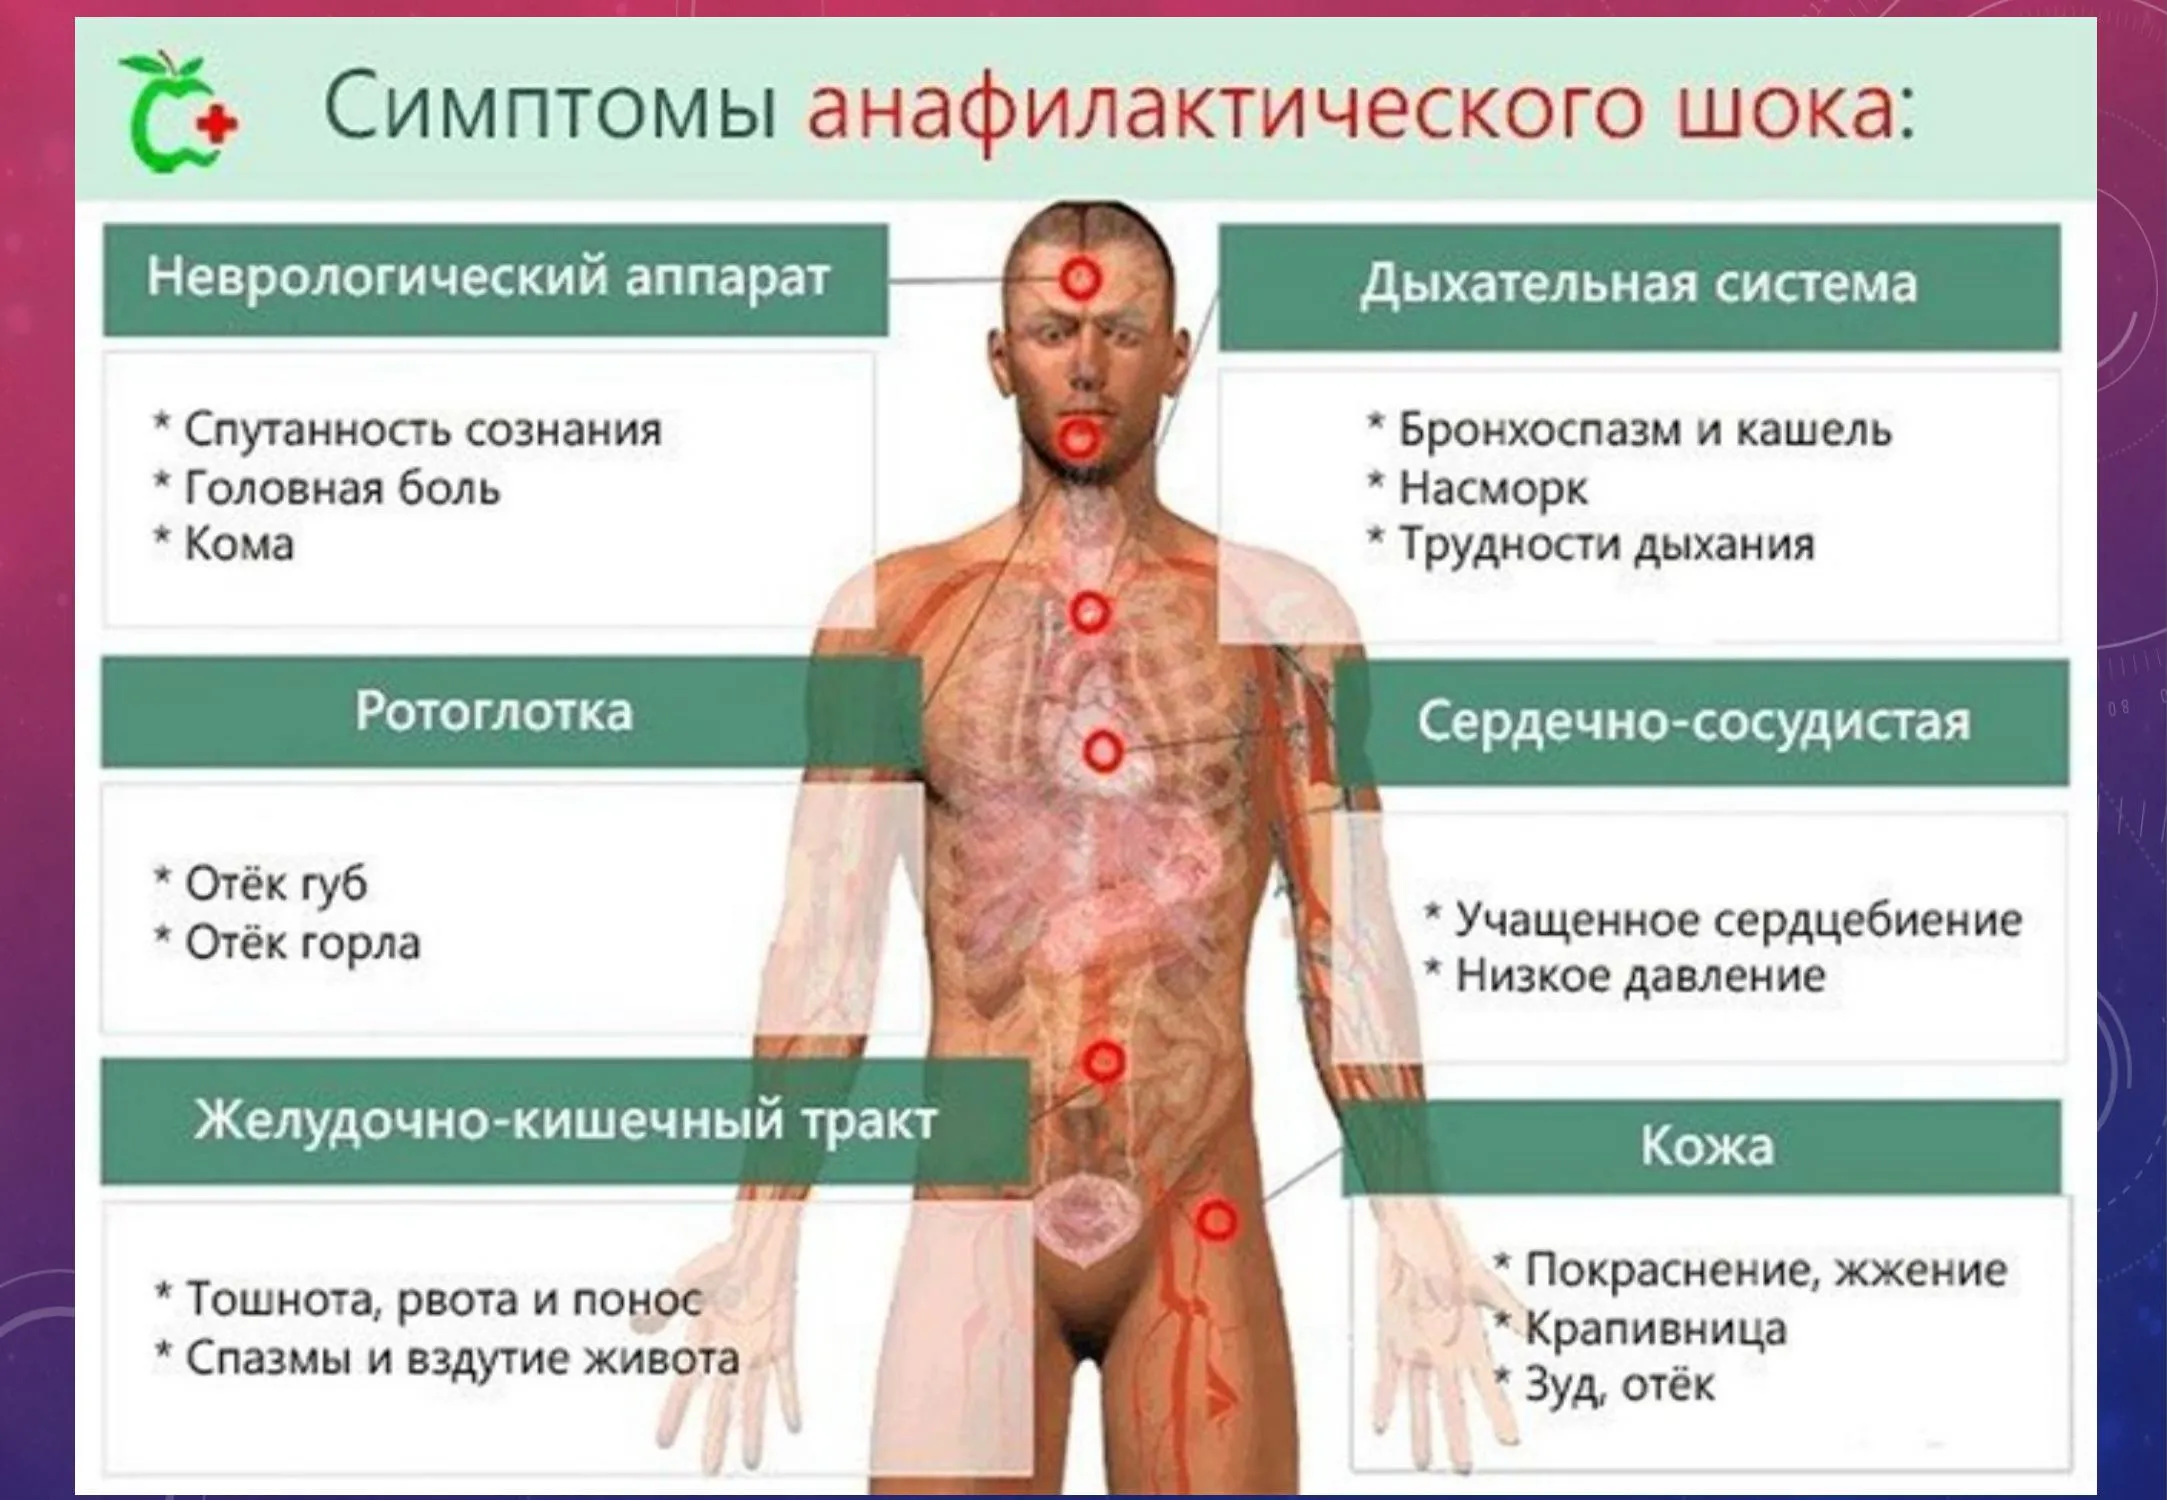 Симптомы анафилактического шока:
Неврологический аппарат
* Спутанность сознания
* Головная боль
* Кома
Дыхательная система
* Бронхоспазм и кашель
* Насморк
* Трудности дыхания
Ротоглотка
* Отёк губ
* Отёк горла
Сердечно-сосудистая
* Учащенное сердцебиение
* Низкое давление
Желудочно-кишечный тракт
* Тошнота, рвота и понос
* Спазмы и вздутие живота
Кожа
* Покраснение, жжение
* Крапивница
* Зуд, отёк